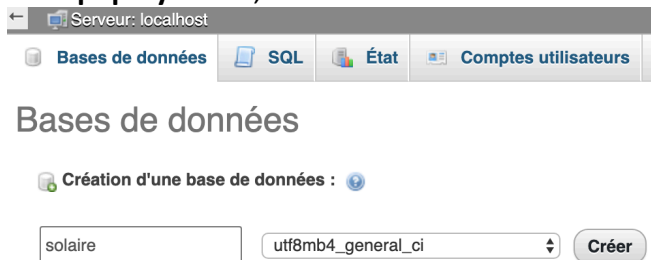 Serveur: localhost
Bases de données SQL État Comptes utilisateurs
Bases de données
Création d'une base de données :
solaire utf8mb4_general_ci Créer